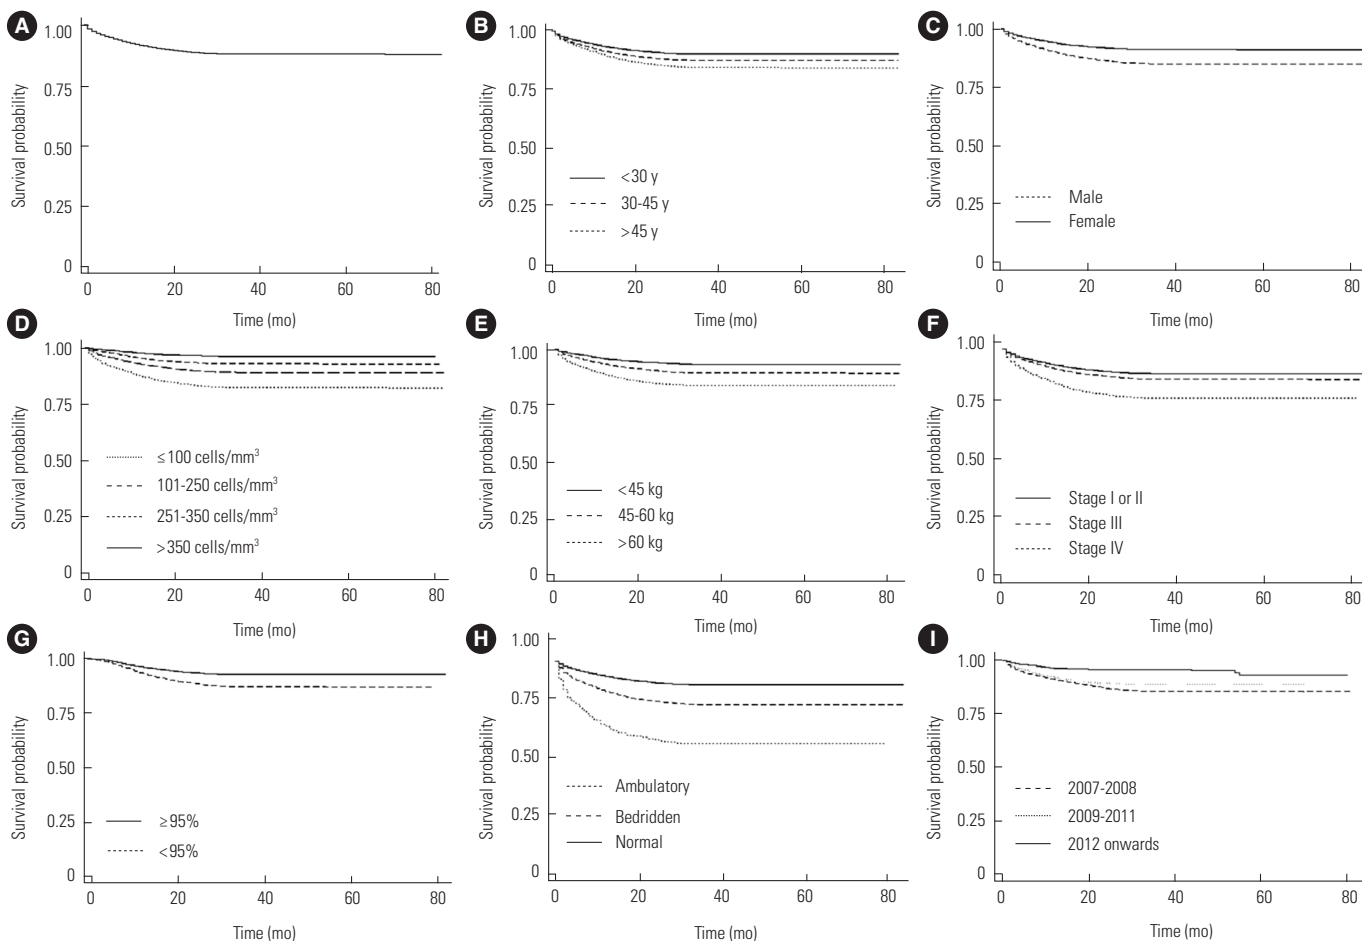 A
Survival probability
1.00
0.75
0.50
0.25
0
0 20 40 60 80
Time (mo)
B
Survival probability
1.00
0.75
0.50
0.25
0
<30 y
30-45 y
>45 y
0 20 40 60 80
Time (mo)
C
Survival probability
1.00
0.75
0.50
0.25
0
Male
Female
0 20 40 60 80
Time (mo)
D
Survival probability
1.00
0.75
0.50
0.25
0
≤100 cells/mm³
101-250 cells/mm³
251-350 cells/mm³
>350 cells/mm³
0 20 40 60 80
Time (mo)
E
Survival probability
1.00
0.75
0.50
0.25
0
<45 kg
45-60 kg
>60 kg
0 20 40 60 80
Time (mo)
F
Survival probability
1.00
0.75
0.50
0.25
0
Stage I or II
Stage III
Stage IV
0 20 40 60 80
Time (mo)
G
Survival probability
1.00
0.75
0.50
0.25
0
≥95%
<95%
0 20 40 60 80
Time (mo)
H
Survival probability
1.00
0.75
0.50
0.25
0
Ambulatory
Bedridden
Normal
0 20 40 60 80
Time (mo)
I
Survival probability
1.00
0.75
0.50
0.25
0
2007-2008
2009-2011
2012 onwards
0 20 40 60 80
Time (mo)